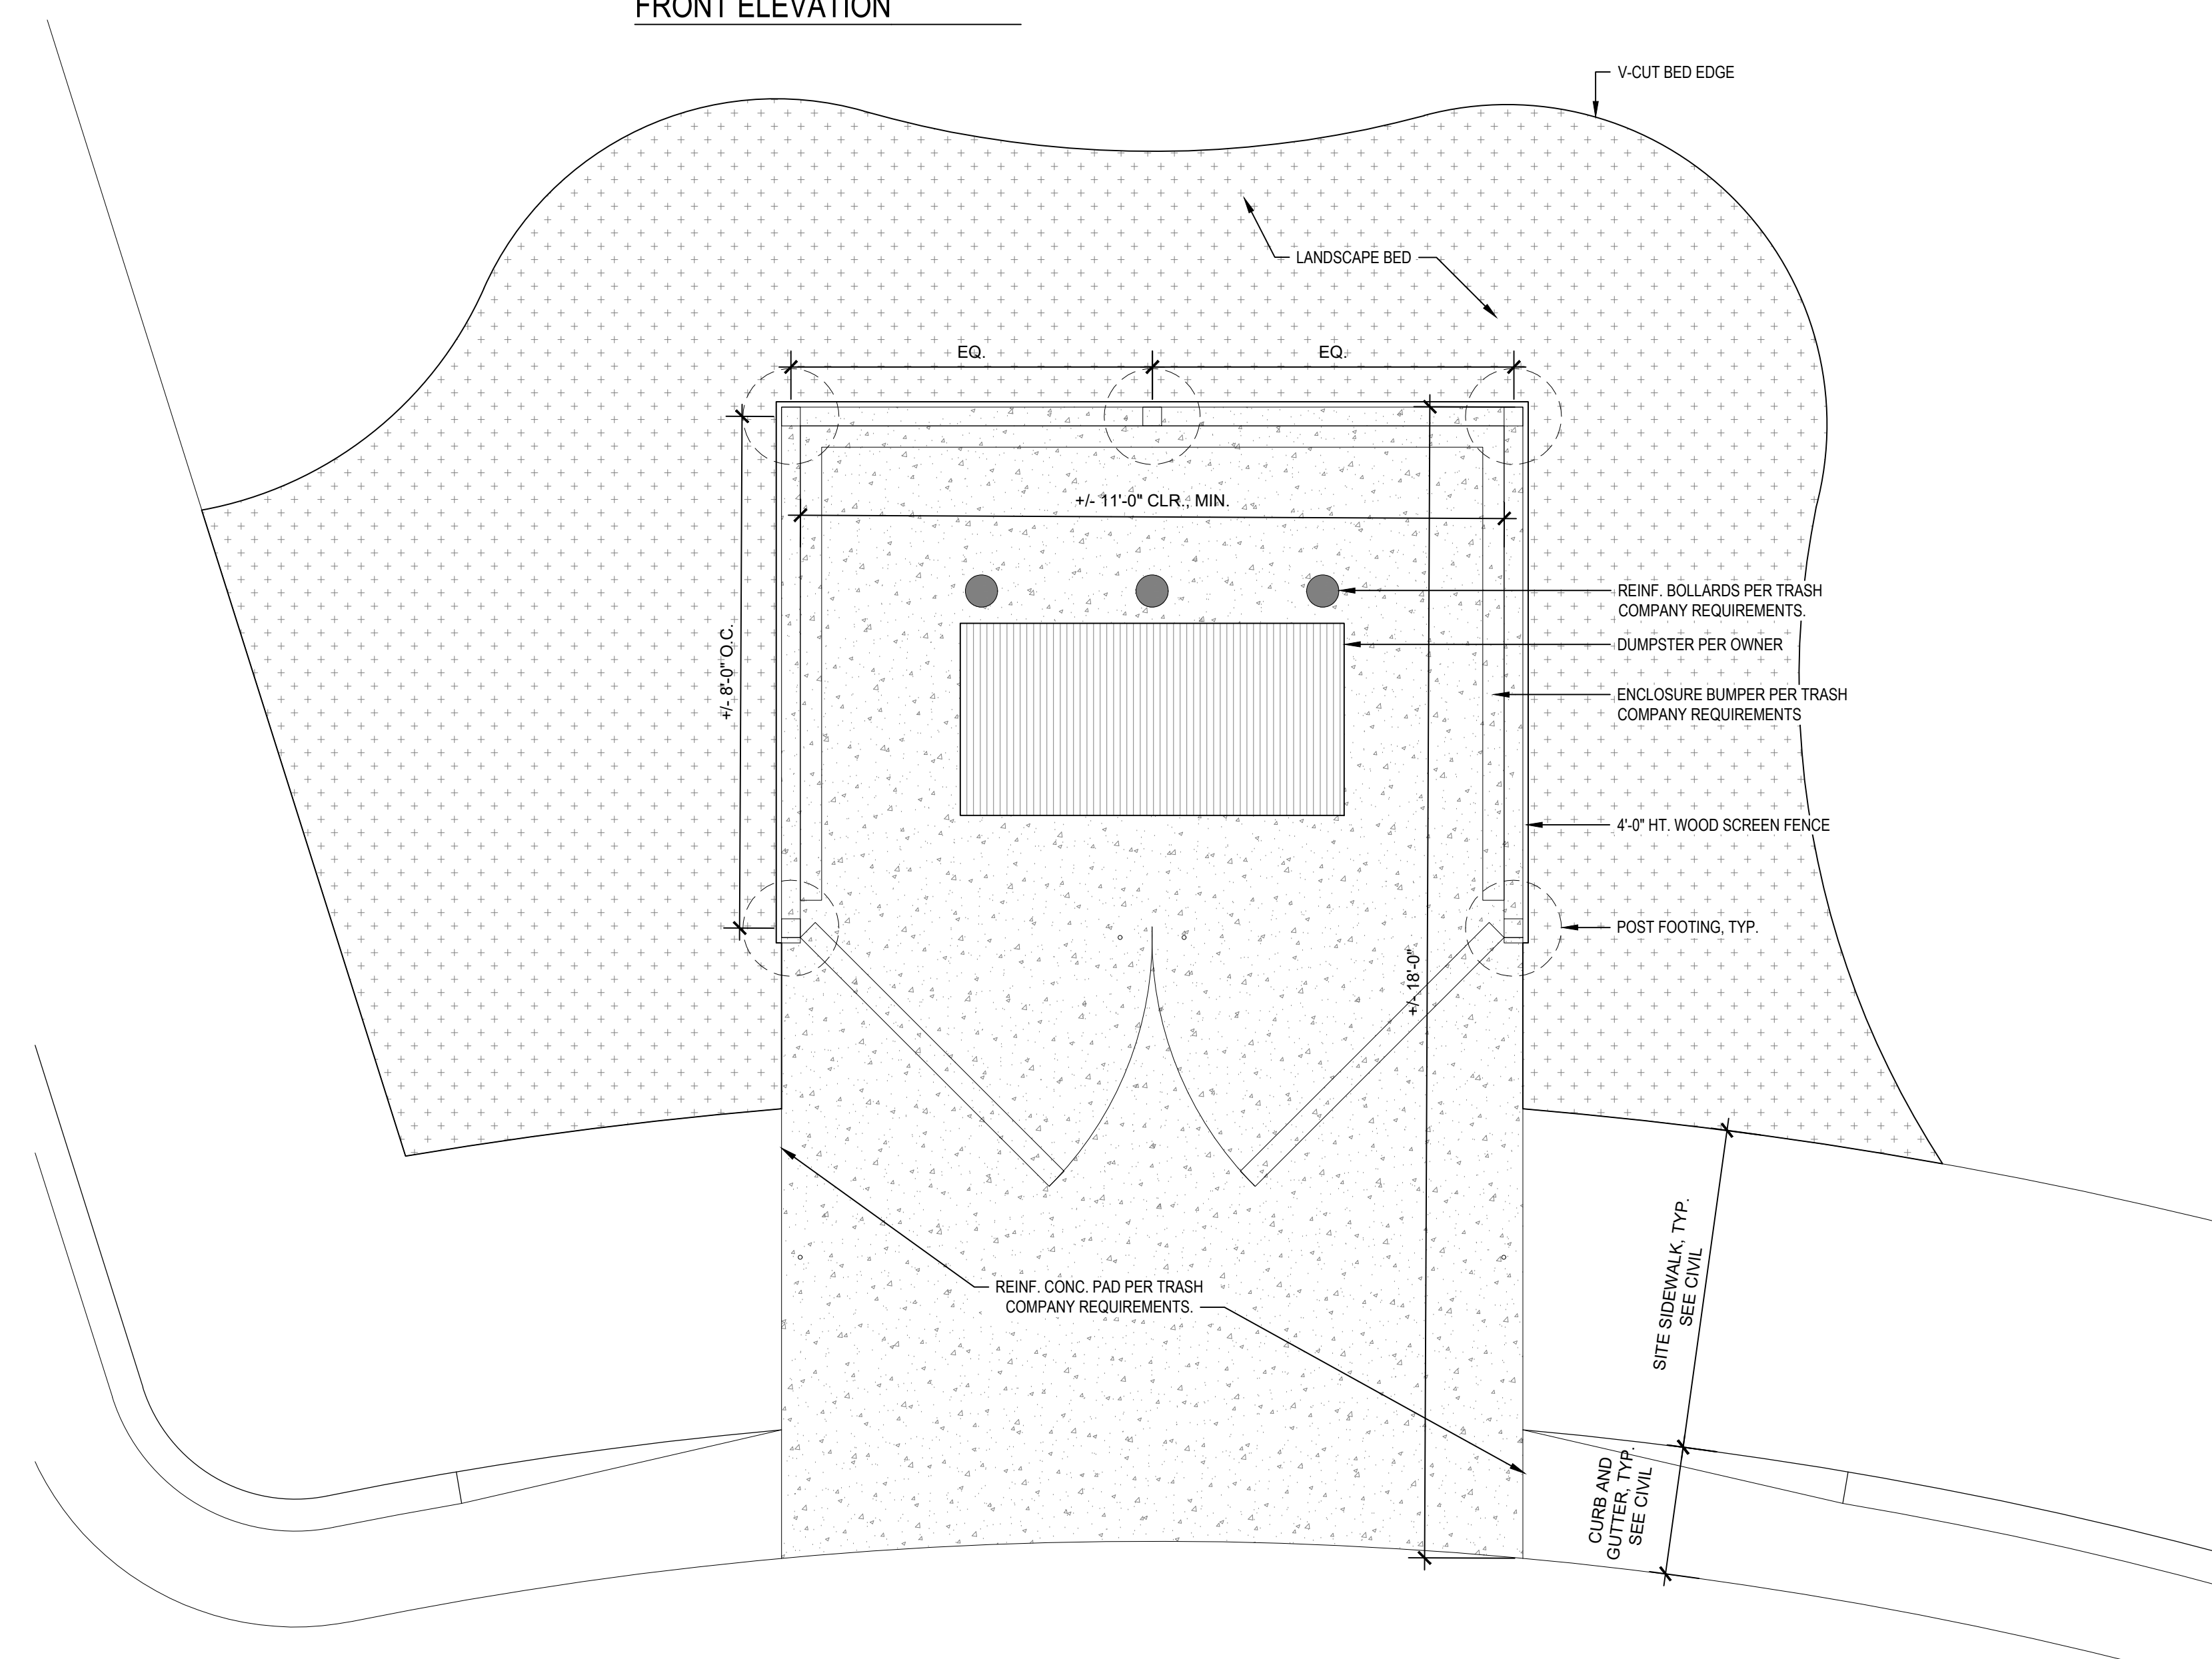 FRONT ELEVATION
V-CUT BED EDGE
LANDSCAPE BED
EQ.
EQ.
+/- 11'-0" CLR., MIN.
REINF. BOLLARDS PER TRASH
COMPANY REQUIREMENTS.
DUMPSTER PER OWNER
+/- 8'-0" O.C.
ENCLOSURE BUMPER PER TRASH
COMPANY REQUIREMENTS
4'-0" HT. WOOD SCREEN FENCE
POST FOOTING, TYP.
+/- 18'-0"
REINF. CONC. PAD PER TRASH
COMPANY REQUIREMENTS.
SITE SIDEWALK, TYP.
SEE CIVIL
CURB AND
GUTTER, TYP.
SEE CIVIL